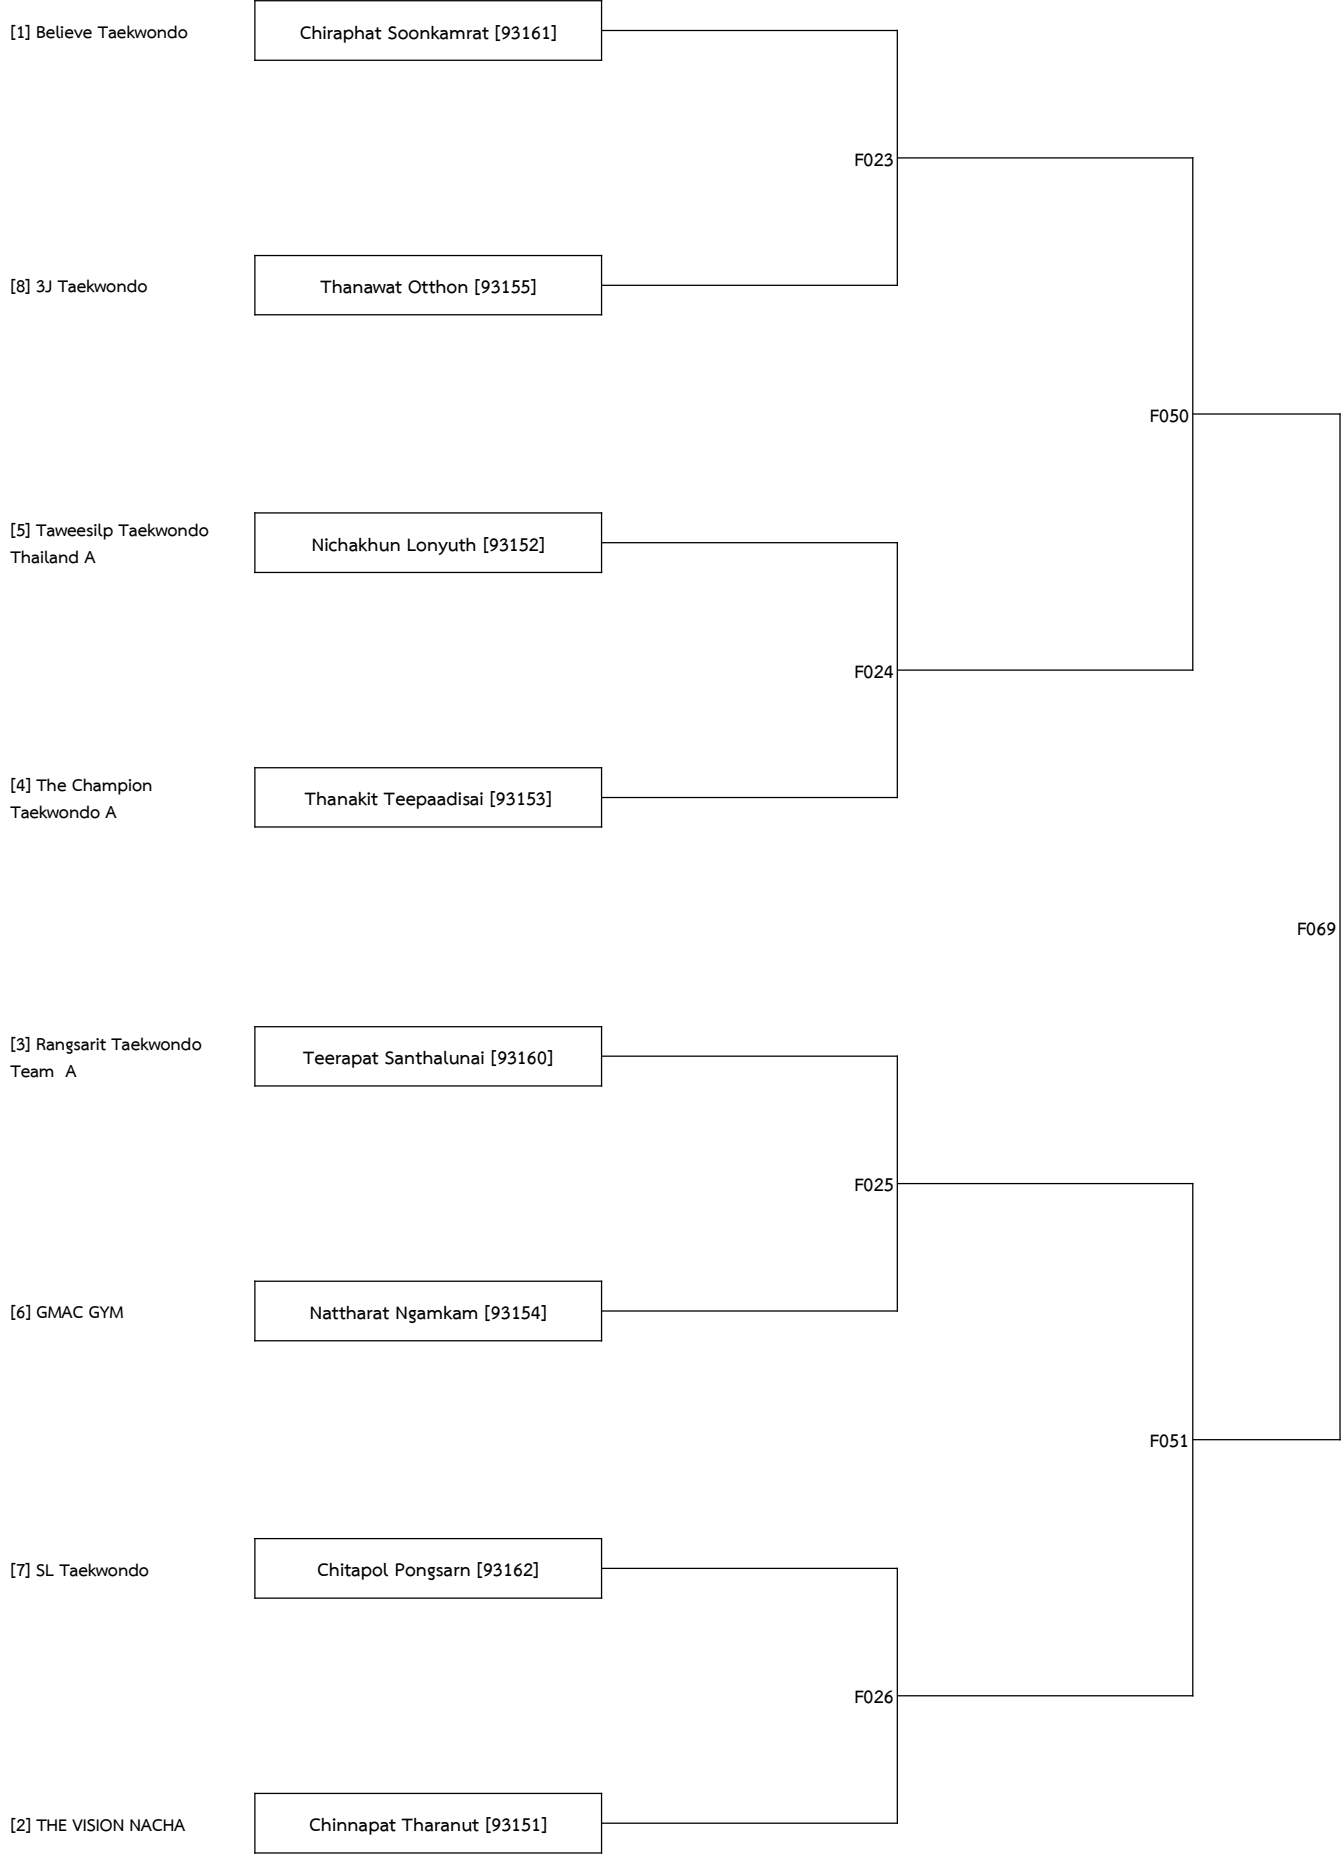 [1] Believe Taekwondo
Chiraphat Soonkamrat [93161]
F023
[8] 3J Taekwondo
Thanawat Otthon [93155]
F050
[5] Taweesilp Taekwondo
Thailand A
Nichakhun Lonyuth [93152]
F024
[4] The Champion
Taekwondo A
Thanakit Teepaadisai [93153]
F069
[3] Rangsarit Taekwondo
Team  A
Teerapat Santhalunai [93160]
F025
[6] GMAC GYM
Nattharat Ngamkam [93154]
F051
[7] SL Taekwondo
Chitapol Pongsarn [93162]
F026
[2] THE VISION NACHA
Chinnapat Tharanut [93151]